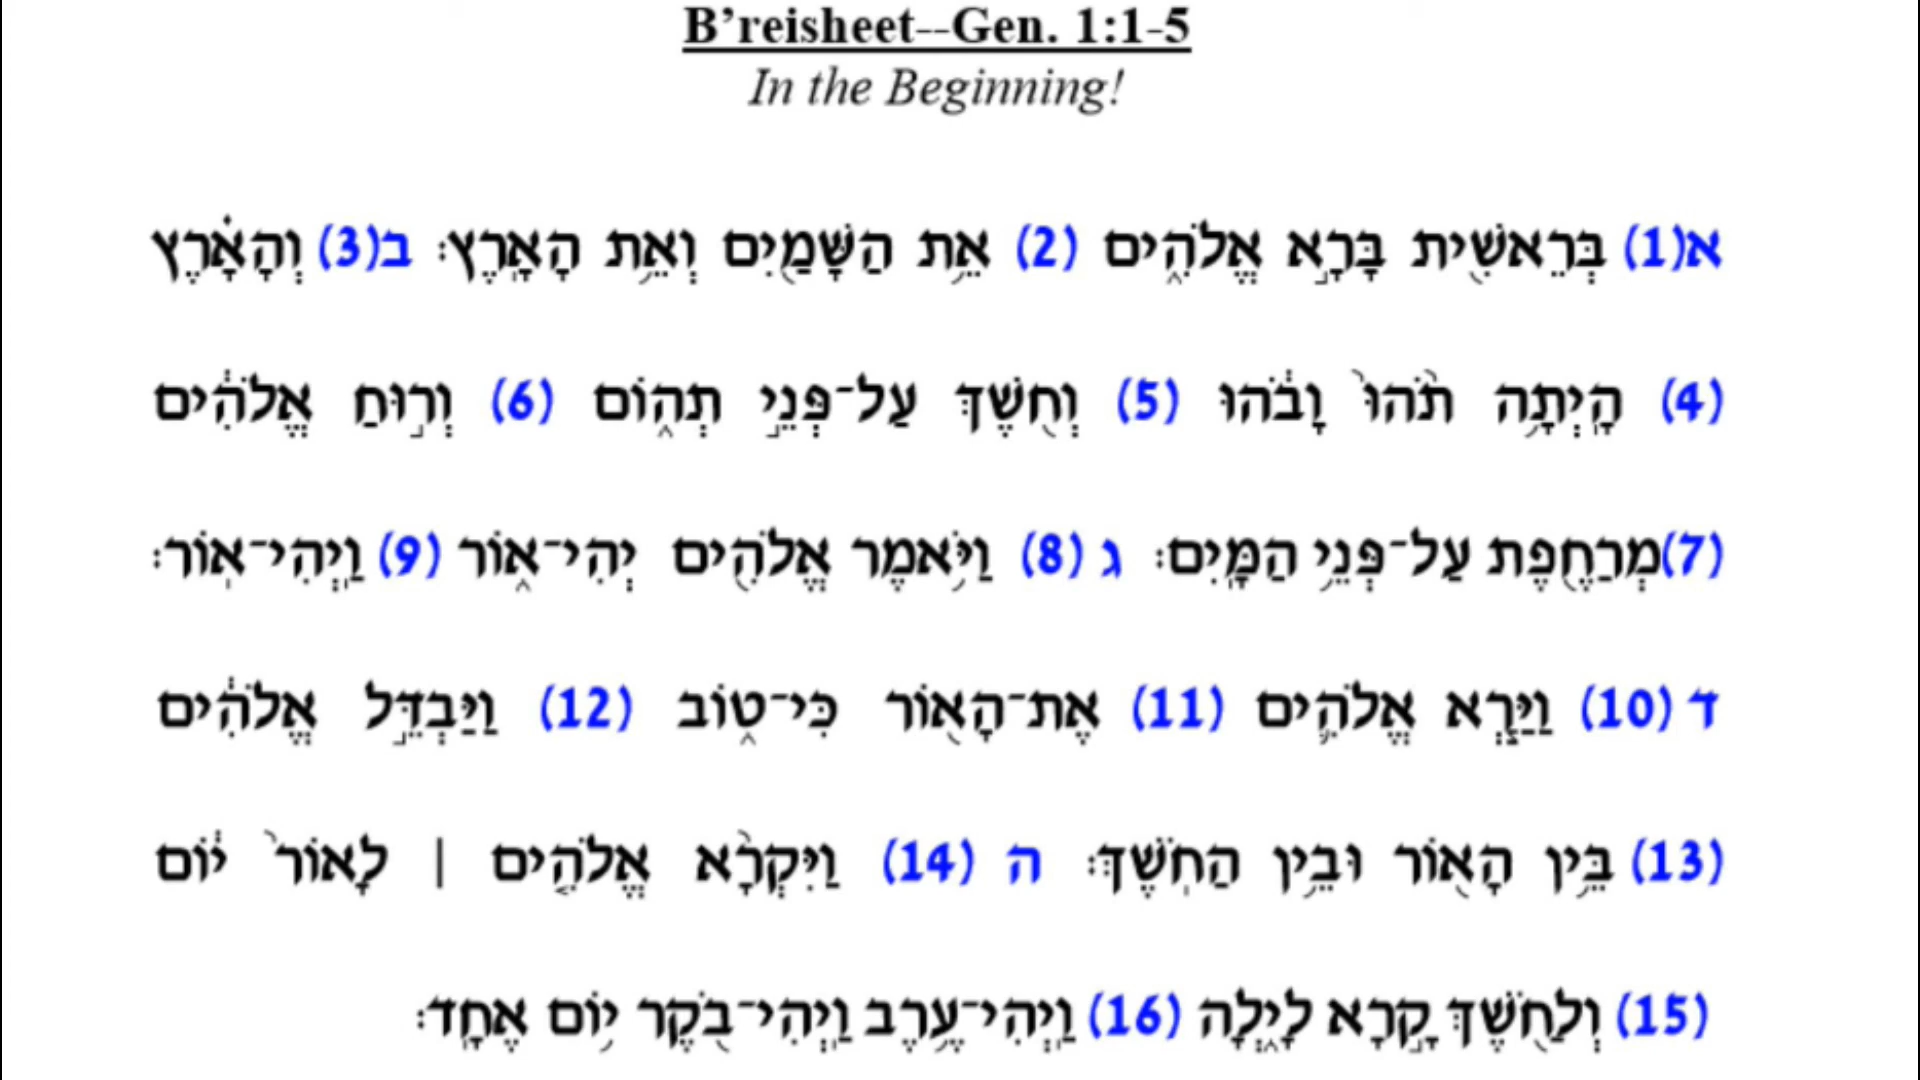 B’reisheet--Gen. 1:1-5
In the Beginning!
א(1) בְּרֵאשִׁ֖ית בָּרָ֣א אֱלֹהִ֑ים (2) אֵ֥ת הַשָּׁמַ֖יִם וְאֵ֥ת הָאָֽרֶץ׃ ב(3) וְהָאָ֗רֶץ
(4) הָֽיְתָ֥ה תֹ֙הוּ֙ וָבֹ֔הוּ (5) וְחֹ֖שֶׁךְ עַל־פְּנֵ֣י תְה֑וֹם (6) וְר֣וּחַ אֱלֹהִ֔ים
(7)מְרַחֶ֖פֶת עַל־פְּנֵ֥י הַמָּֽיִם׃ ג (8) וַיֹּ֥אמֶר אֱלֹהִ֖ים יְהִי־א֑וֹר (9) וַֽיְהִי־אֽוֹר׃
ד (10) וַיַּ֧רְא אֱלֹהִ֛ים (11) אֶת־הָא֖וֹר כִּי־ט֑וֹב (12) וַיַּבְדֵּ֣ל אֱלֹהִ֔ים
(13) בֵּ֥ין הָא֖וֹר וּבֵ֥ין הַחֹֽשֶׁךְ׃ ה (14) וַיִּקְרָ֨א אֱלֹהִ֤ים | לָאוֹר֙ י֔וֹם
(15) וְלַחֹ֖שֶׁךְ קָ֣רָא לָ֑יְלָה (16) וַֽיְהִי־עֶ֥רֶב וַֽיְהִי־בֹ֖קֶר י֥וֹם אֶחָֽד׃